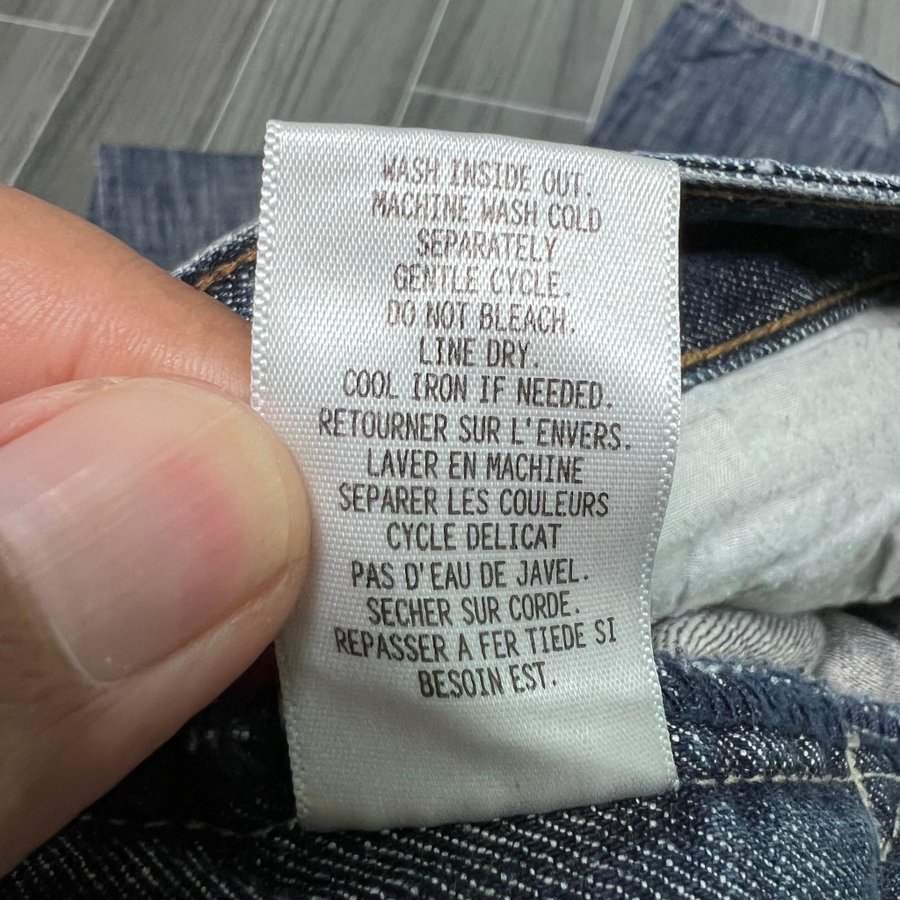 WASH INSIDE OUT.
MACHINE WASH COLD
SEPARATELY
GENTLE CYCLE.
DO NOT BLEACH.
LINE DRY.
COOL IRON IF NEEDED.
RETOURNER SUR L'ENVERS.
LAVER EN MACHINE
SEPARER LES COULEURS
CYCLE DELICAT
PAS D'EAU DE JAVEL.
SECHER SUR CORDE.
REPASSER A FER TIEDE SI
BESOIN EST.